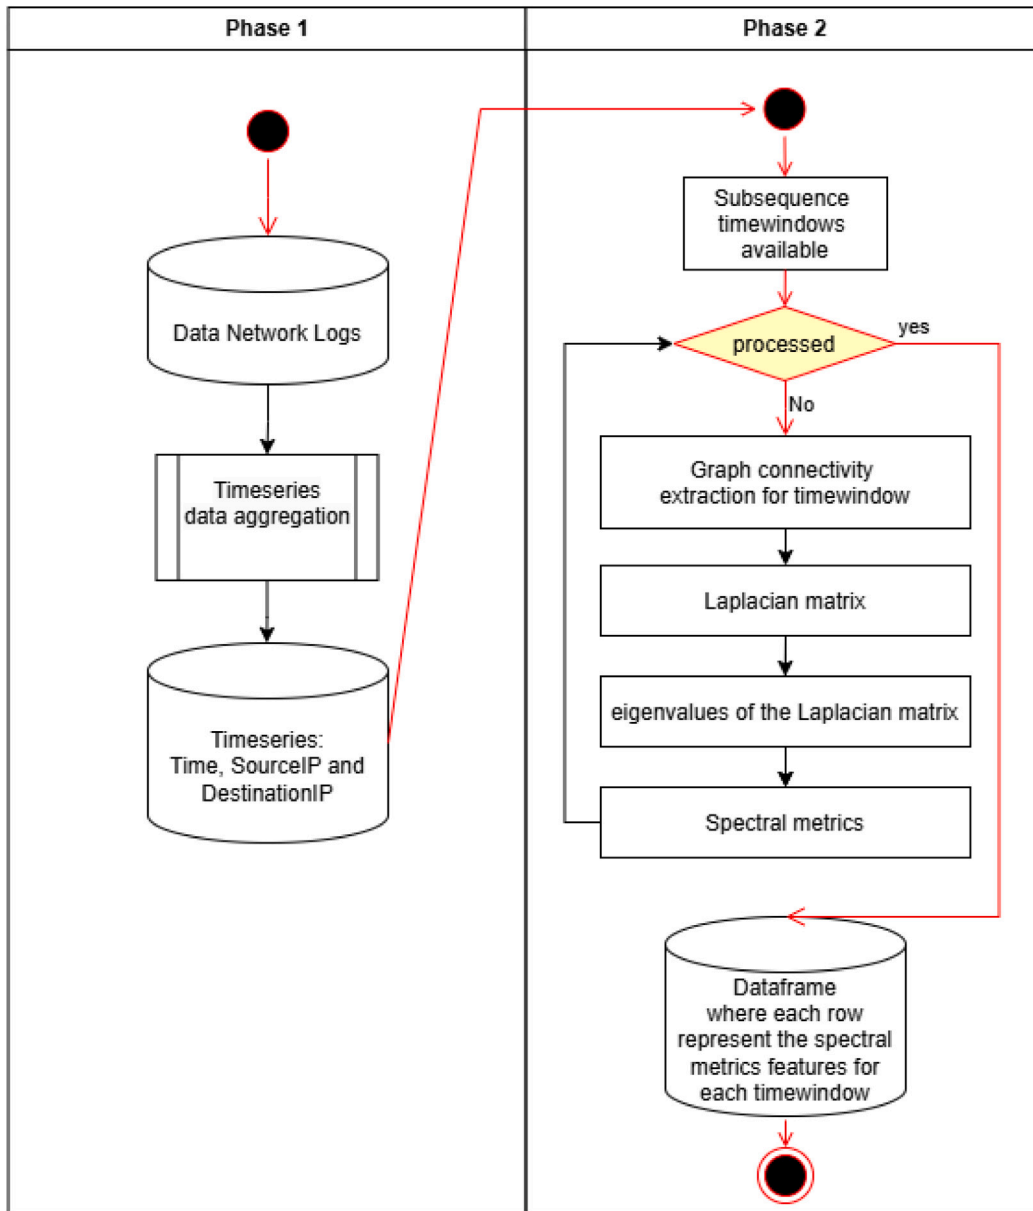 Phase 1
Phase 2
Data Network Logs
Timeseries
data aggregation
Timeseries:
Time, SourceIP and
DestinationIP
Subsequence
timewindows
available
processed
yes
No
Graph connectivity
extraction for timewindow
Laplacian matrix
eigenvalues of the Laplacian matrix
Spectral metrics
Dataframe
where each row
represent the spectral
metrics features for
each timewindow